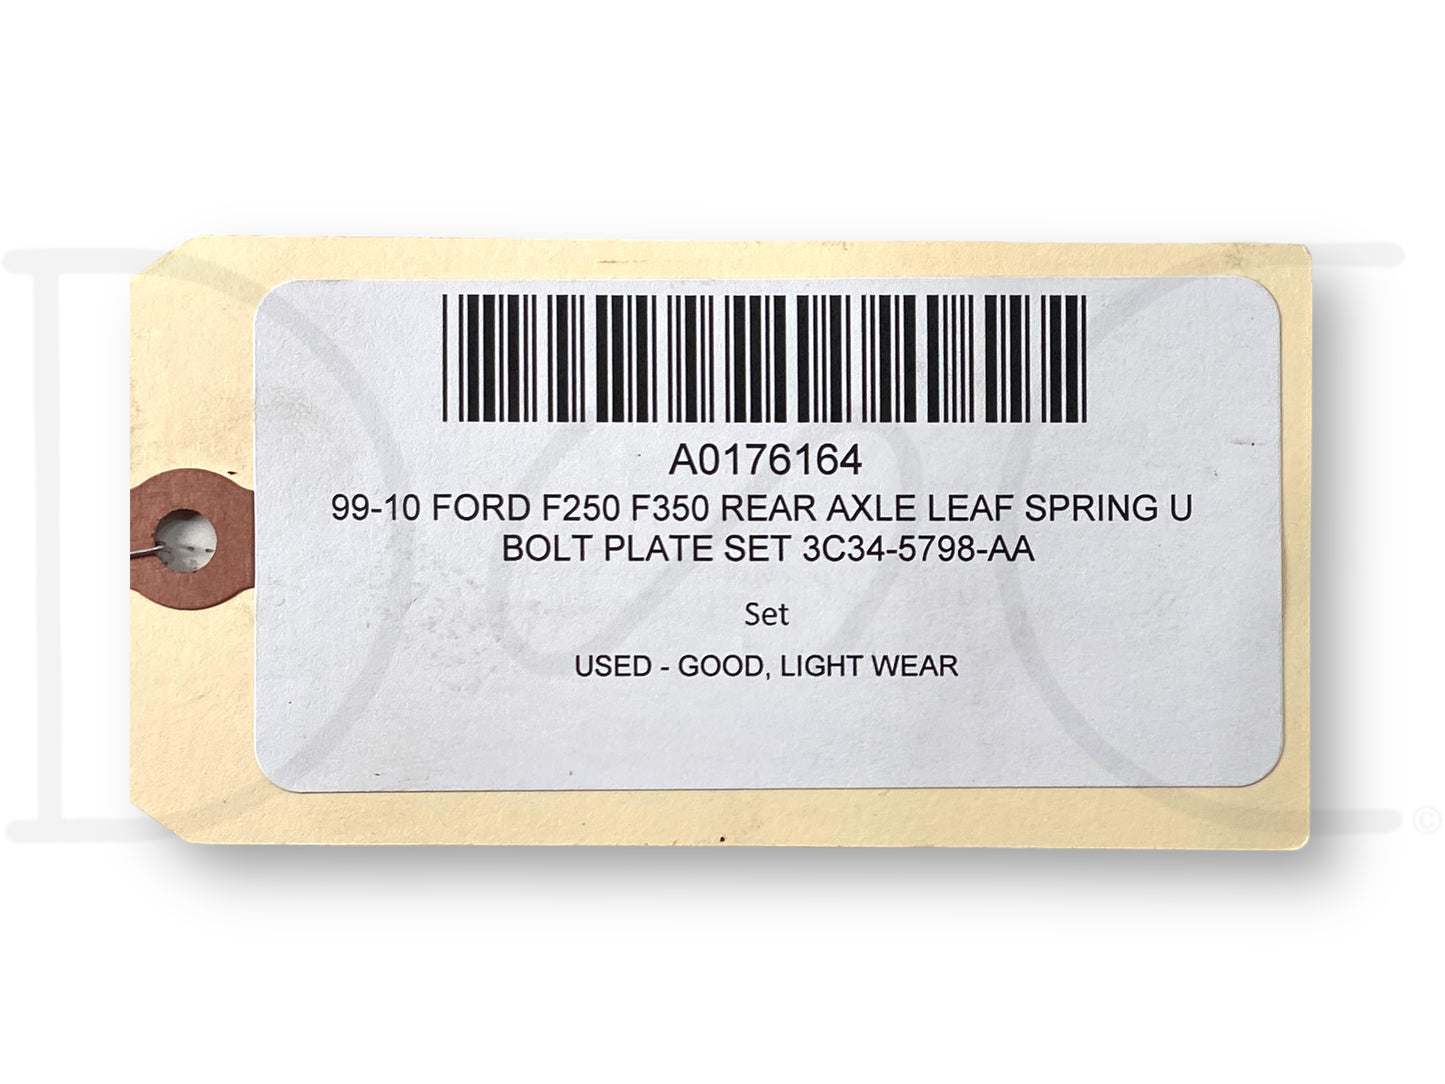 A0176164
99-10 FORD F250 F350 REAR AXLE LEAF SPRING U
BOLT PLATE SET 3C34-5798-AA
Set
USED - GOOD, LIGHT WEAR
©